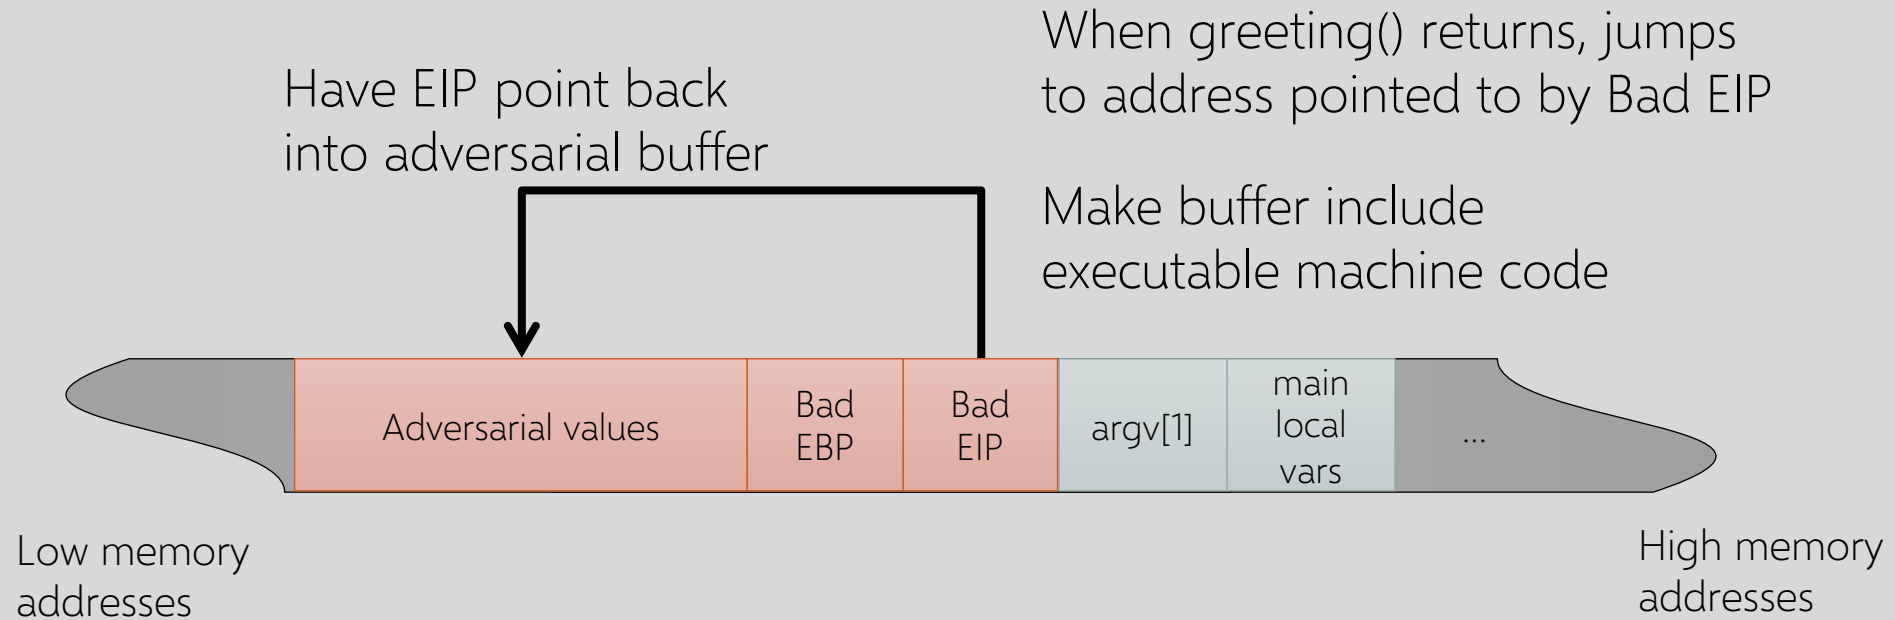 When greeting() returns, jumps
to address pointed to by Bad EIP
Have EIP point back
into adversarial buffer
Make buffer include
executable machine code
Adversarial values
Bad
EBP
Bad
EIP
argv[1]
main
local
vars
...
Low memory
addresses
High memory
addresses